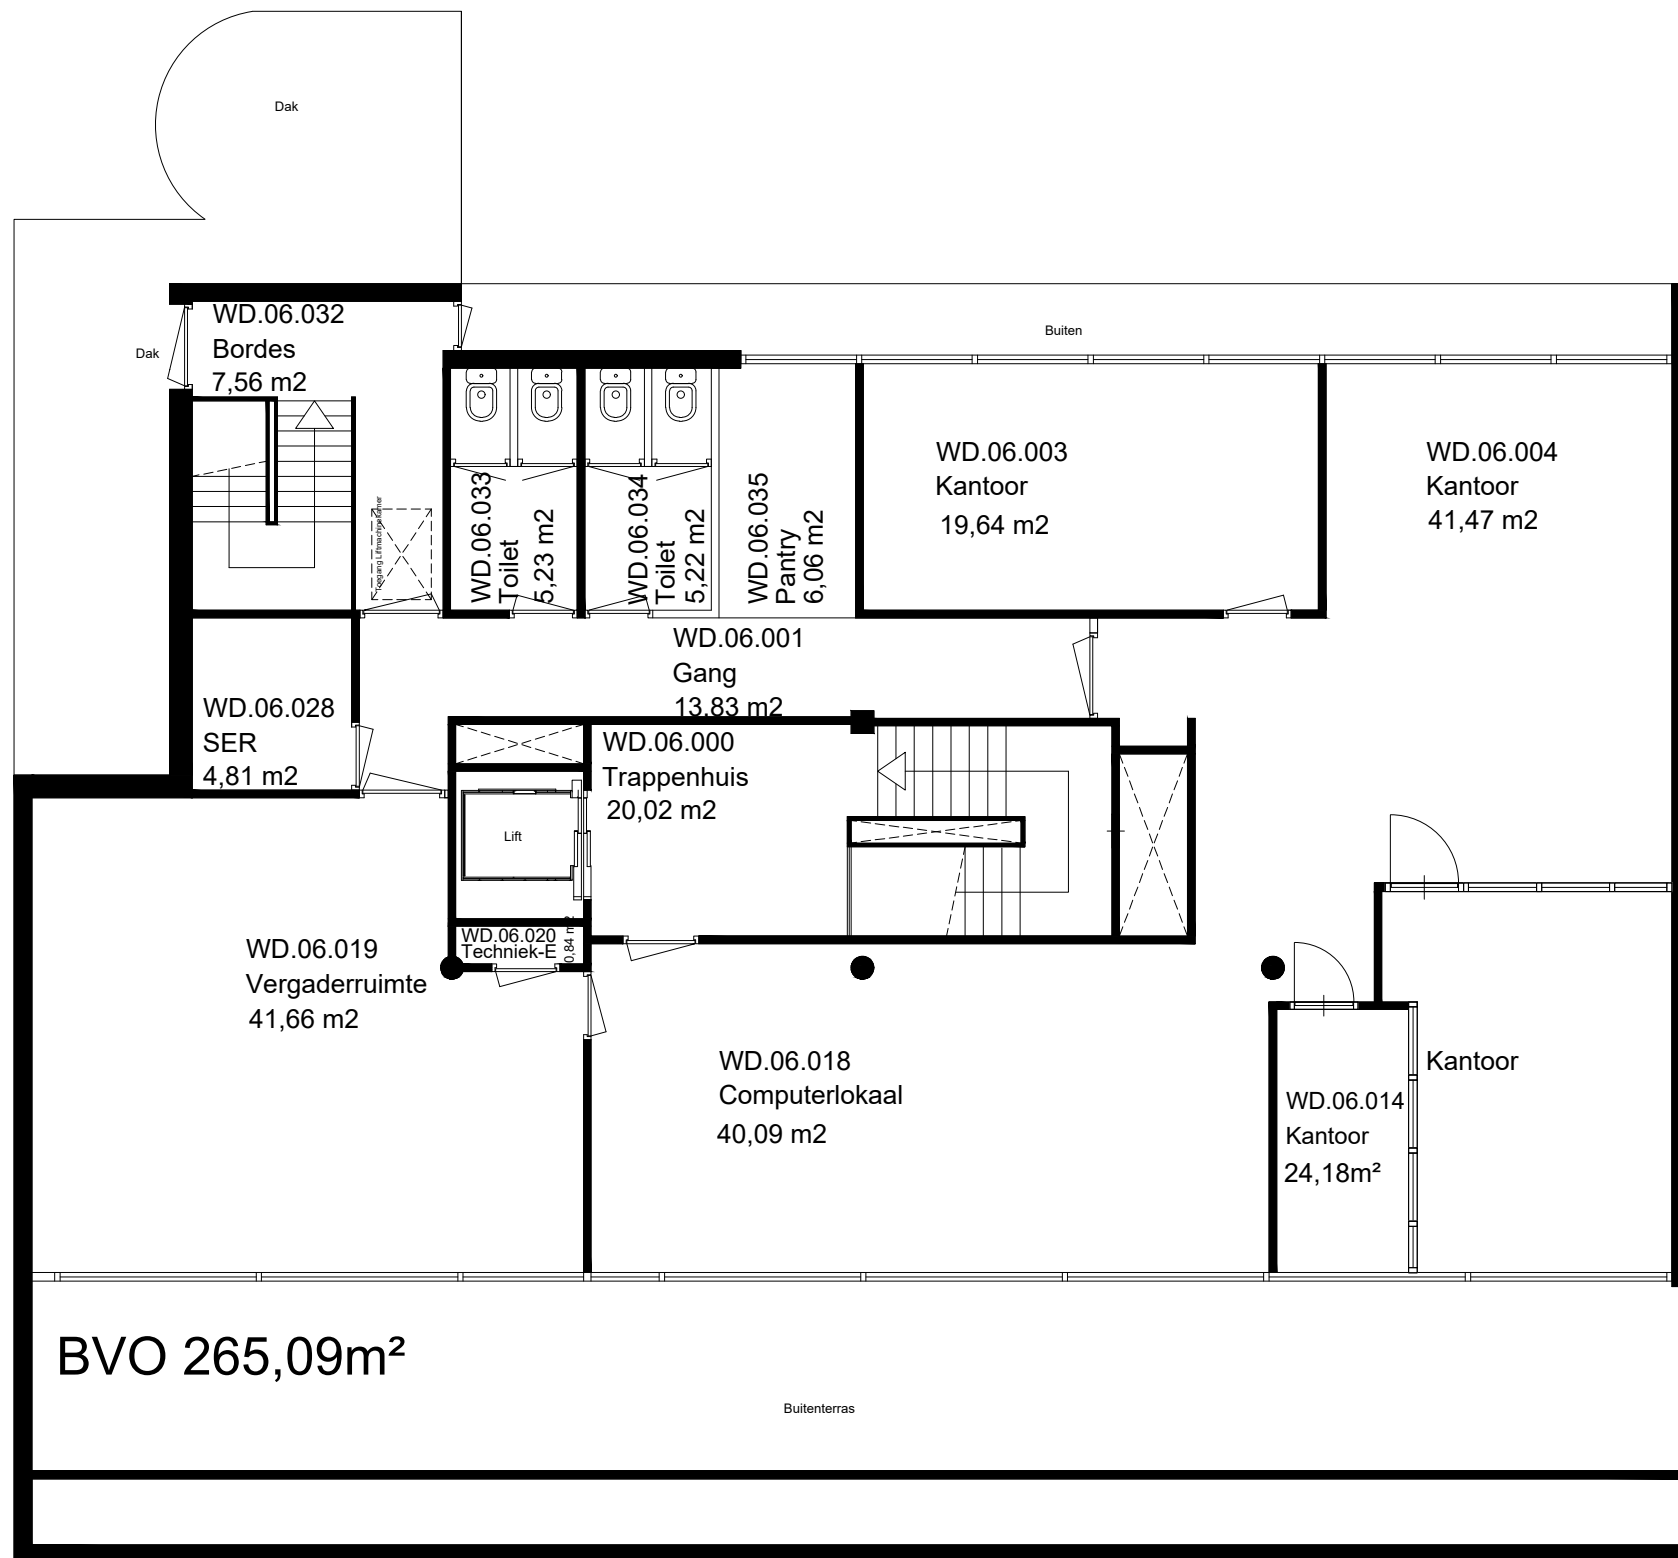 Dak
WD.06.032
Bordes
7,56 m2
Dak
Buiten
WD.06.033
Toilet
5,23 m2
WD.06.034
Toilet
5,22 m2
WD.06.035
Pantry
6,06 m2
WD.06.003
Kantoor
19,64 m2
WD.06.004
Kantoor
41,47 m2
Toegang Liftmachinekamer
WD.06.001
Gang
13,83 m2
WD.06.028
SER
4,81 m2
WD.06.000
Trappenhuis
20,02 m2
Lift
WD.06.020
Techniek-E
0,84 m2
WD.06.019
Vergaderruimte
41,66 m2
WD.06.018
Computerlokaal
40,09 m2
Kantoor
WD.06.014
Kantoor
24,18m²
BVO 265,09m²
Buitenterras